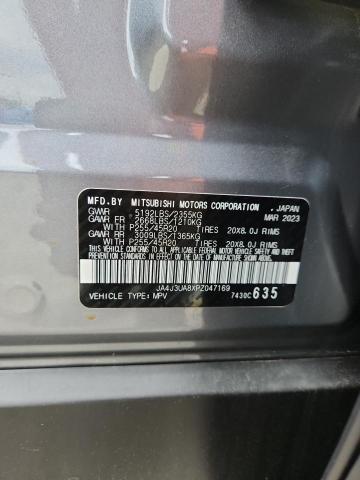 MFD.BY MITSUBISHI MOTORS CORPORATION , JAPAN
GVWR 5192LBS/2355KG MAR 2023
GAWR FR 2668LBS/1210KG
WITH P255/45R20 TIRES 20X8.0J RIMS
GAWR RR 3009LBS/1365KG
WITH P255/45R20 TIRES 20X8.0J RIMS
THIS VEHICLE CONFORMS TO ALL APPLICABLE FEDERAL MOTOR VEHICLE SAFETY AND THEFT PREVENTION STANDARDS IN EFFECT ON THE DATE OF MANUFACTURE SHOWN ABOVE.
JA4J3UA8XPZ047169
VEHICLE TYPE: MPV 7430C 635